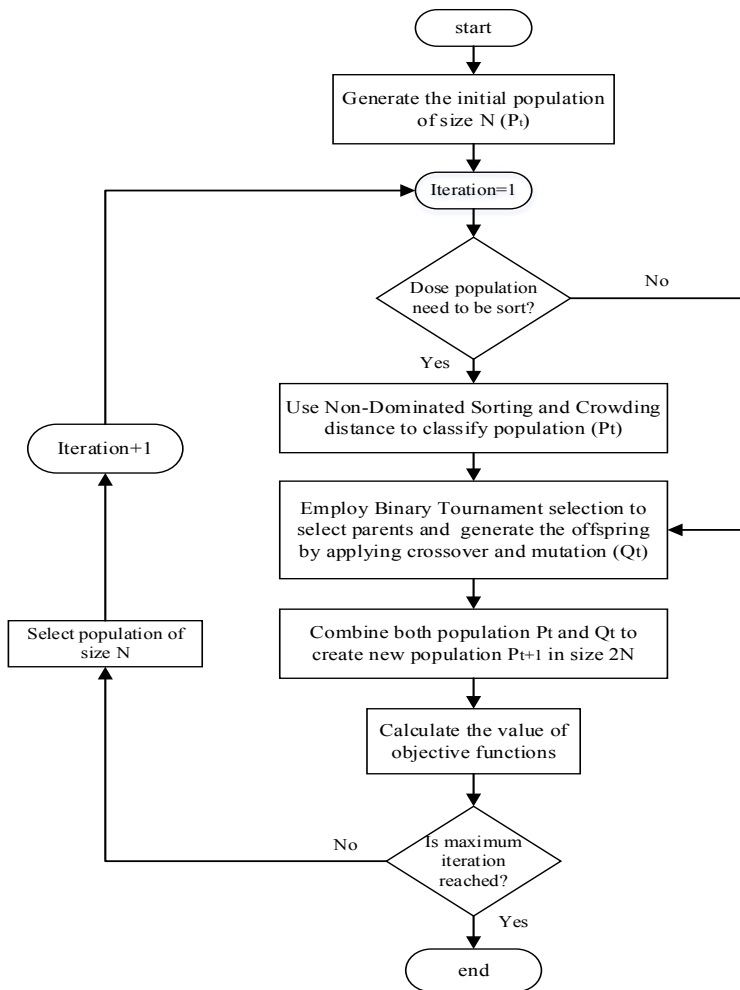 start
Generate the initial population
of size N (Pt)
Iteration=1
Dose population
need to be sort?
No
Yes
Use Non-Dominated Sorting and Crowding
distance to classify population (Pt)
Iteration+1
Employ Binary Tournament selection to
select parents and generate the offspring
by applying crossover and mutation (Qt)
Combine both population Pt and Qt to
create new population Pt+1 in size 2N
Select population of
size N
Calculate the value of
objective functions
Is maximum
iteration
reached?
No
Yes
end